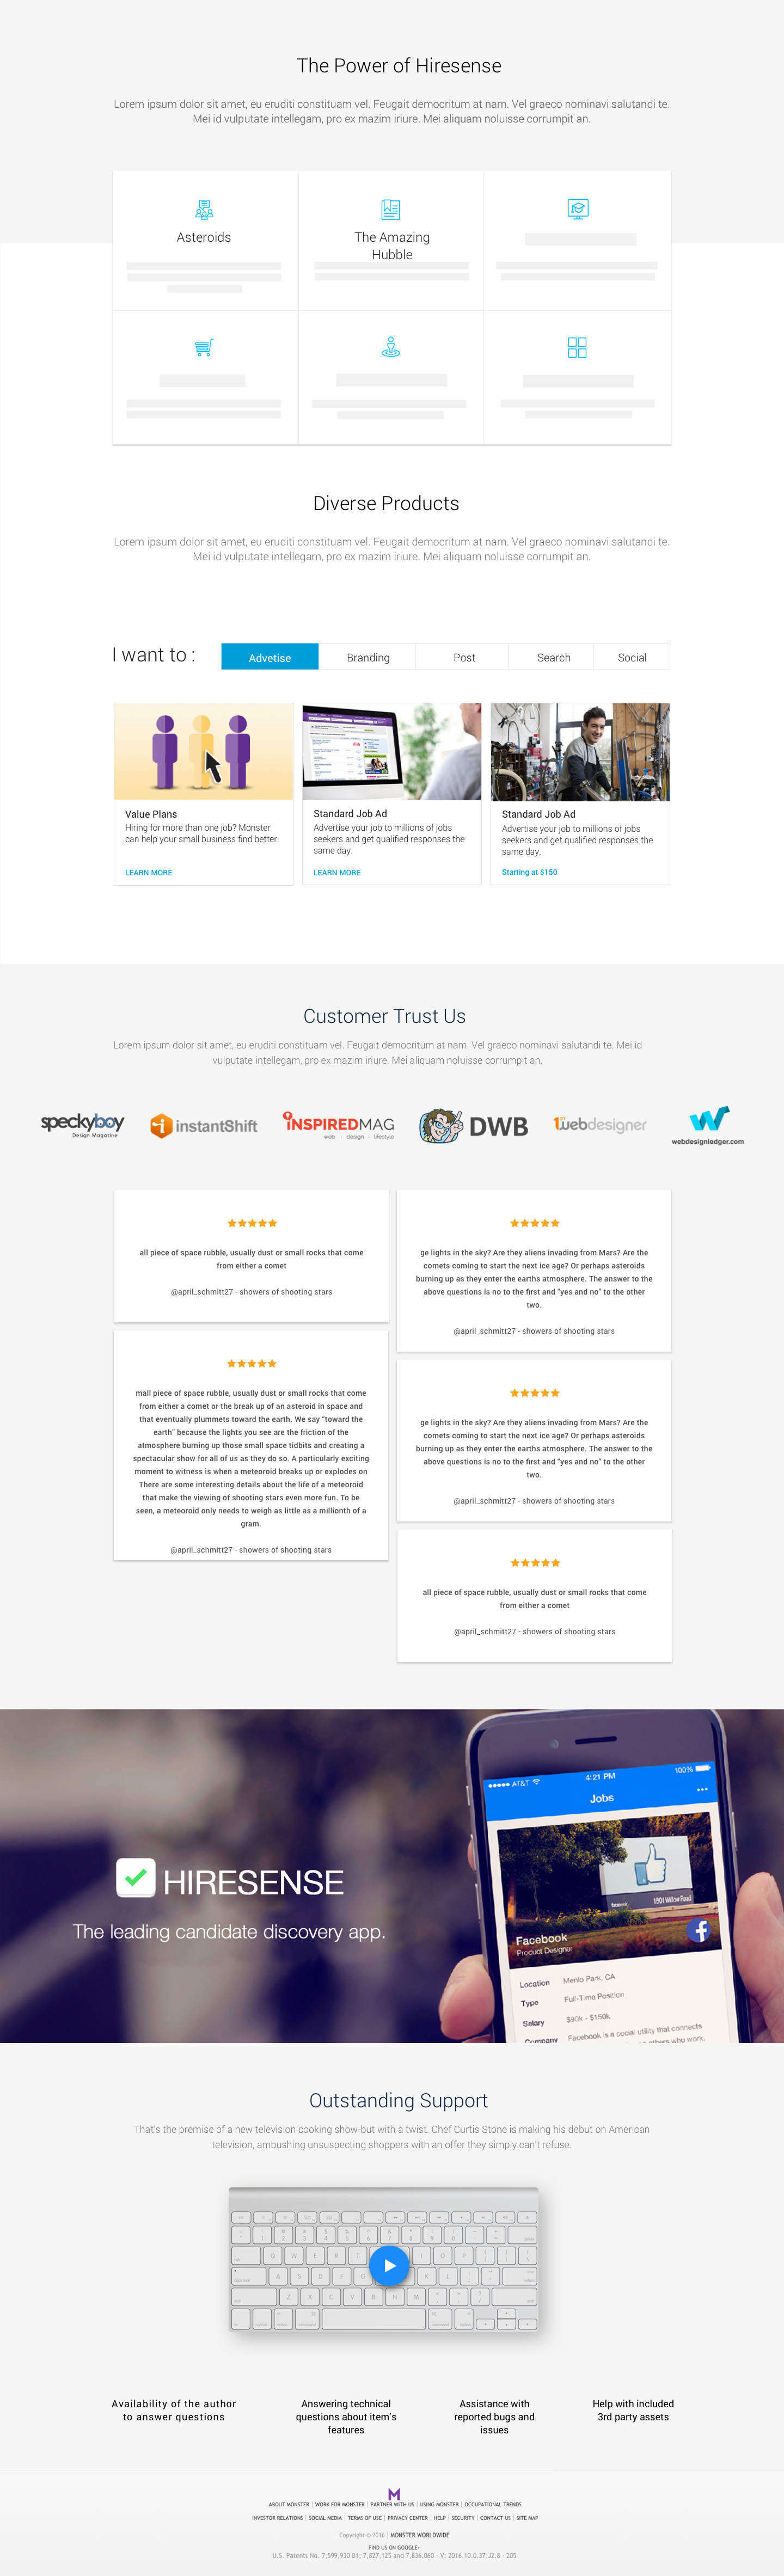 The Power of Hiresense
Lorem ipsum dolor sit amet, eu eruditi constituam vel. Feugait democritum at nam. Vel graeco nominavi salutandi te.
Mei id vulputate intellegam, pro ex mazim iriure. Mei aliquam noluisse corrumpit an.
Asteroids
The Amazing
Hubble
Diverse Products
Lorem ipsum dolor sit amet, eu eruditi constituam vel. Feugait democritum at nam. Vel graeco nominavi salutandi te.
Mei id vulputate intellegam, pro ex mazim iriure. Mei aliquam noluisse corrumpit an.
I want to :
Advetise
Branding
Post
Search
Social
Value Plans
Hiring for more than one job? Monster
can help your small business find better.
LEARN MORE
Standard Job Ad
Advertise your job to millions of jobs
seekers and get qualified responses the
same day.
LEARN MORE
Standard Job Ad
Advertise your job to millions of jobs
seekers and get qualified responses the
same day.
Starting at $150
Customer Trust Us
Lorem ipsum dolor sit amet, eu eruditi constituam vel. Feugait democritum at nam. Vel graeco nominavi salutandi te. Mei id
vulputate intellegam, pro ex mazim iriure. Mei aliquam noluisse corrumpit an.
speckyboy
Design Magazine
instantShift
INSPIREDMAG
web · design · lifestyle
DWB
1stwebdesigner
webdesignledger.com
all piece of space rubble, usually dust or small rocks that come
from either a comet
@april_schmitt27 - showers of shooting stars
mall piece of space rubble, usually dust or small rocks that come
from either a comet or the break up of an asteroid in space and
that eventually plummets toward the earth. We say “toward the
earth” because the lights you see are the friction of the
atmosphere burning up those small space tidbits and creating a
spectacular show for all of us as they do so. A particularly exciting
moment to witness is when a meteoroid breaks up or explodes on
There are some interesting details about the life of a meteoroid
that make the viewing of shooting stars even more fun. To be
seen, a meteoroid only needs to weigh as little as a millionth of a
gram.
@april_schmitt27 - showers of shooting stars
ge lights in the sky? Are they aliens invading from Mars? Are the
comets coming to start the next ice age? Or perhaps asteroids
burning up as they enter the earths atmosphere. The answer to the
above questions is no to the first and “yes and no” to the other
two.
@april_schmitt27 - showers of shooting stars
ge lights in the sky? Are they aliens invading from Mars? Are the
comets coming to start the next ice age? Or perhaps asteroids
burning up as they enter the earths atmosphere. The answer to the
above questions is no to the first and “yes and no” to the other
two.
@april_schmitt27 - showers of shooting stars
all piece of space rubble, usually dust or small rocks that come
from either a comet
@april_schmitt27 - showers of shooting stars
HIRESENSE
The leading candidate discovery app.
AT&T 4:21 PM 100%
Jobs
facebook
1601 Willow Road
Facebook
Product Designer
Location Menlo Park, CA
Type Full-Time Position
Salary $90k - $150k
Company Facebook is a social utility that connects
others who work,
Outstanding Support
That’s the premise of a new television cooking show-but with a twist. Chef Curtis Stone is making his debut on American
television, ambushing unsuspecting shoppers with an offer they simply can’t refuse.
Q W E R T I O P
A S D F G K L
Z X C V B N M
Availability of the author
to answer questions
Answering technical
questions about item’s
features
Assistance with
reported bugs and
issues
Help with included
3rd party assets
M
ABOUT MONSTER | WORK FOR MONSTER | PARTNER WITH US | USING MONSTER | OCCUPATIONAL TRENDS
INVESTOR RELATIONS | SOCIAL MEDIA | TERMS OF USE | PRIVACY CENTER | HELP | SECURITY | CONTACT US | SITE MAP
Copyright © 2016 | MONSTER WORLDWIDE
FIND US ON GOOGLE+
U.S. Patents No. 7,599,930 B1; 7,827,125 and 7,836,060 - V: 2016.10.0.37.J2.8 - 205